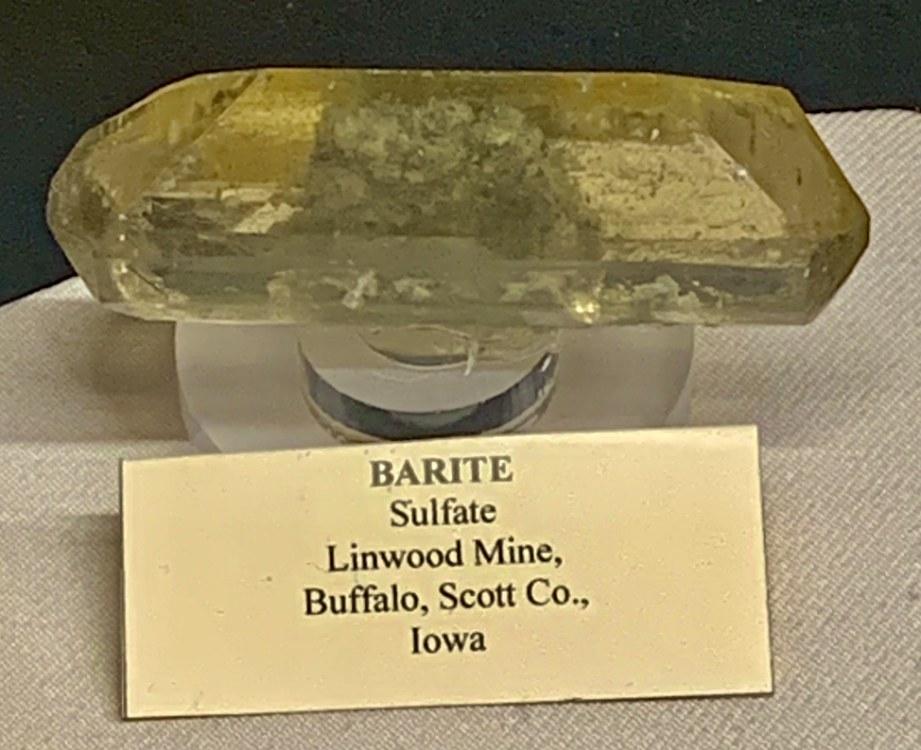 BARITE
Sulfate
Linwood Mine,
Buffalo, Scott Co.,
Iowa